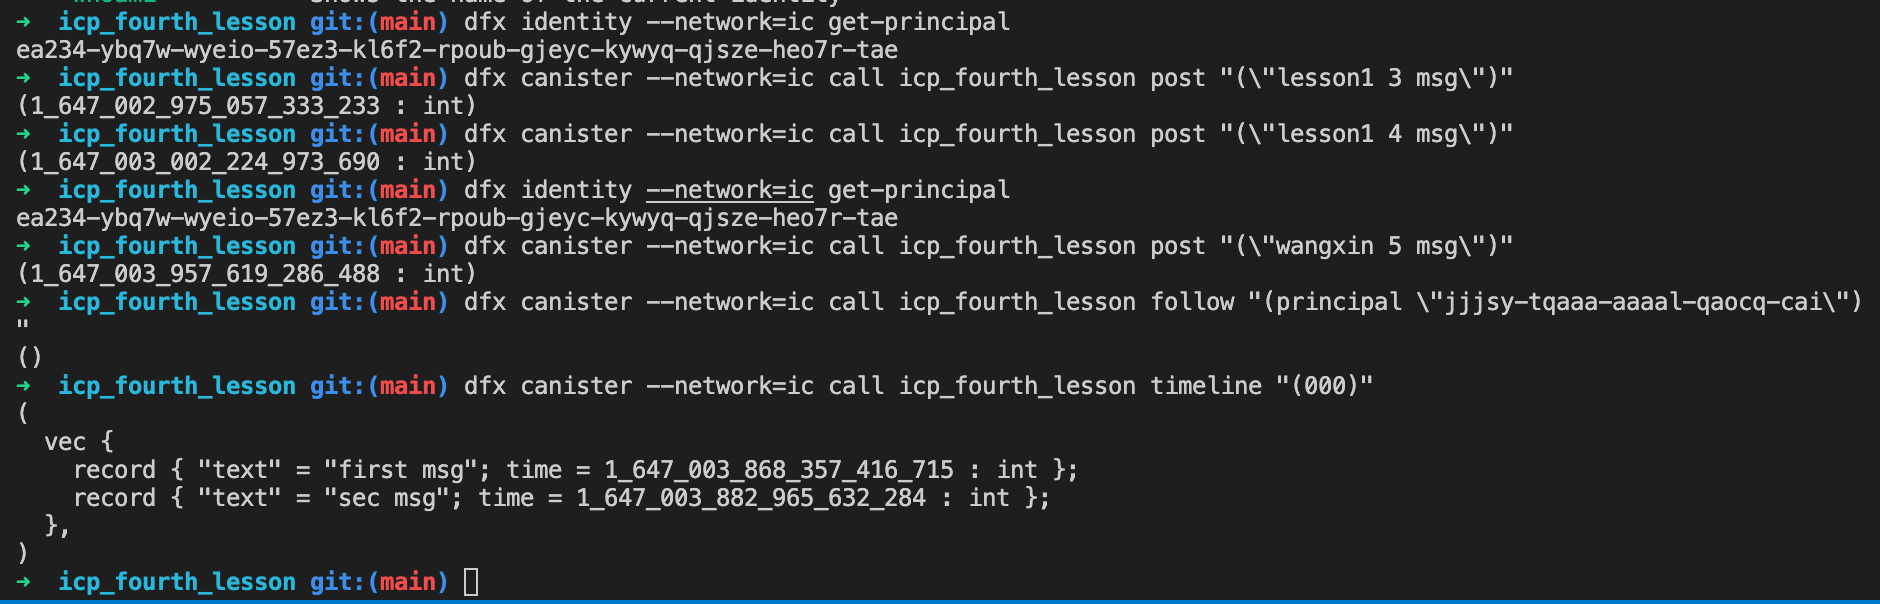 ➜  icp_fourth_lesson git:(main) dfx identity --network=ic get-principal
ea234-ybq7w-wyeio-57ez3-kl6f2-rpoub-gjeyc-kywyq-qjsze-heo7r-tae
➜  icp_fourth_lesson git:(main) dfx canister --network=ic call icp_fourth_lesson post "(\"lesson1 3 msg\")"
(1_647_002_975_057_333_233 : int)
➜  icp_fourth_lesson git:(main) dfx canister --network=ic call icp_fourth_lesson post "(\"lesson1 4 msg\")"
(1_647_003_002_224_973_690 : int)
➜  icp_fourth_lesson git:(main) dfx identity --network=ic get-principal
ea234-ybq7w-wyeio-57ez3-kl6f2-rpoub-gjeyc-kywyq-qjsze-heo7r-tae
➜  icp_fourth_lesson git:(main) dfx canister --network=ic call icp_fourth_lesson post "(\"wangxin 5 msg\")"
(1_647_003_957_619_286_488 : int)
➜  icp_fourth_lesson git:(main) dfx canister --network=ic call icp_fourth_lesson follow "(principal \"jjjsy-tqaaa-aaaal-qaocq-cai\")
"
()
➜  icp_fourth_lesson git:(main) dfx canister --network=ic call icp_fourth_lesson timeline "(000)"
(
  vec {
    record { "text" = "first msg"; time = 1_647_003_868_357_416_715 : int };
    record { "text" = "sec msg"; time = 1_647_003_882_965_632_284 : int };
  },
)
➜  icp_fourth_lesson git:(main)